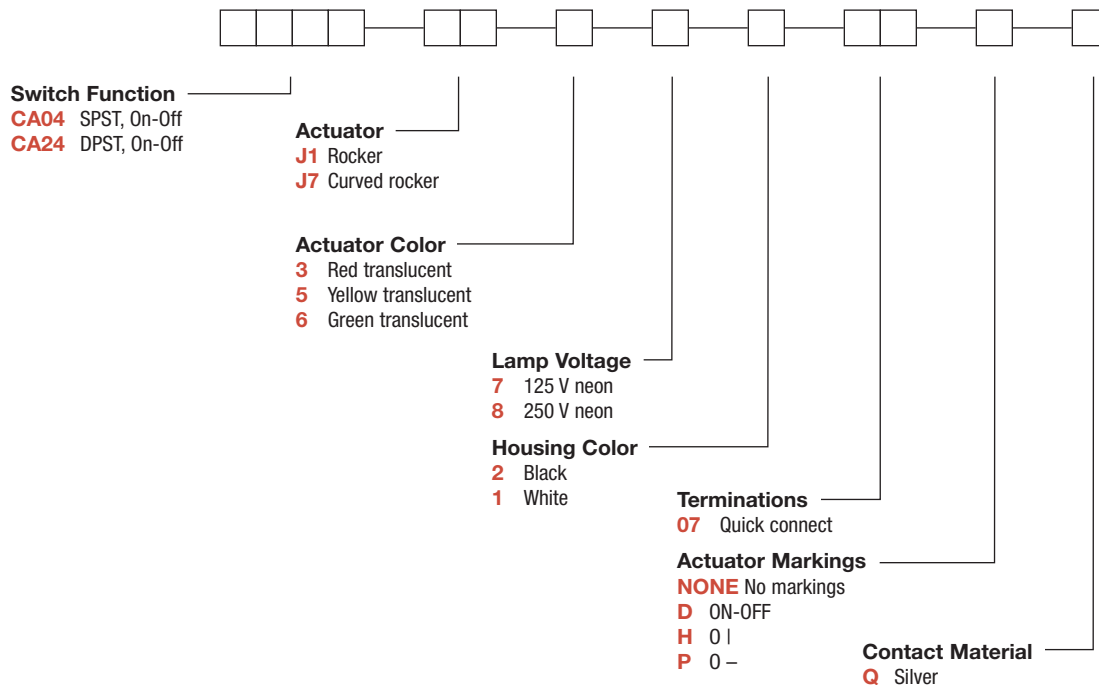 Switch Function
CA04 SPST, On-Off
CA24 DPST, On-Off
Actuator
J1 Rocker
J7 Curved rocker
Actuator Color
3 Red translucent
5 Yellow translucent
6 Green translucent
Lamp Voltage
7 125 V neon
8 250 V neon
Housing Color
2 Black
1 White
Terminations
07 Quick connect
Actuator Markings
NONE No markings
D ON-OFF
H 0 |
P 0 –
Contact Material
Q Silver